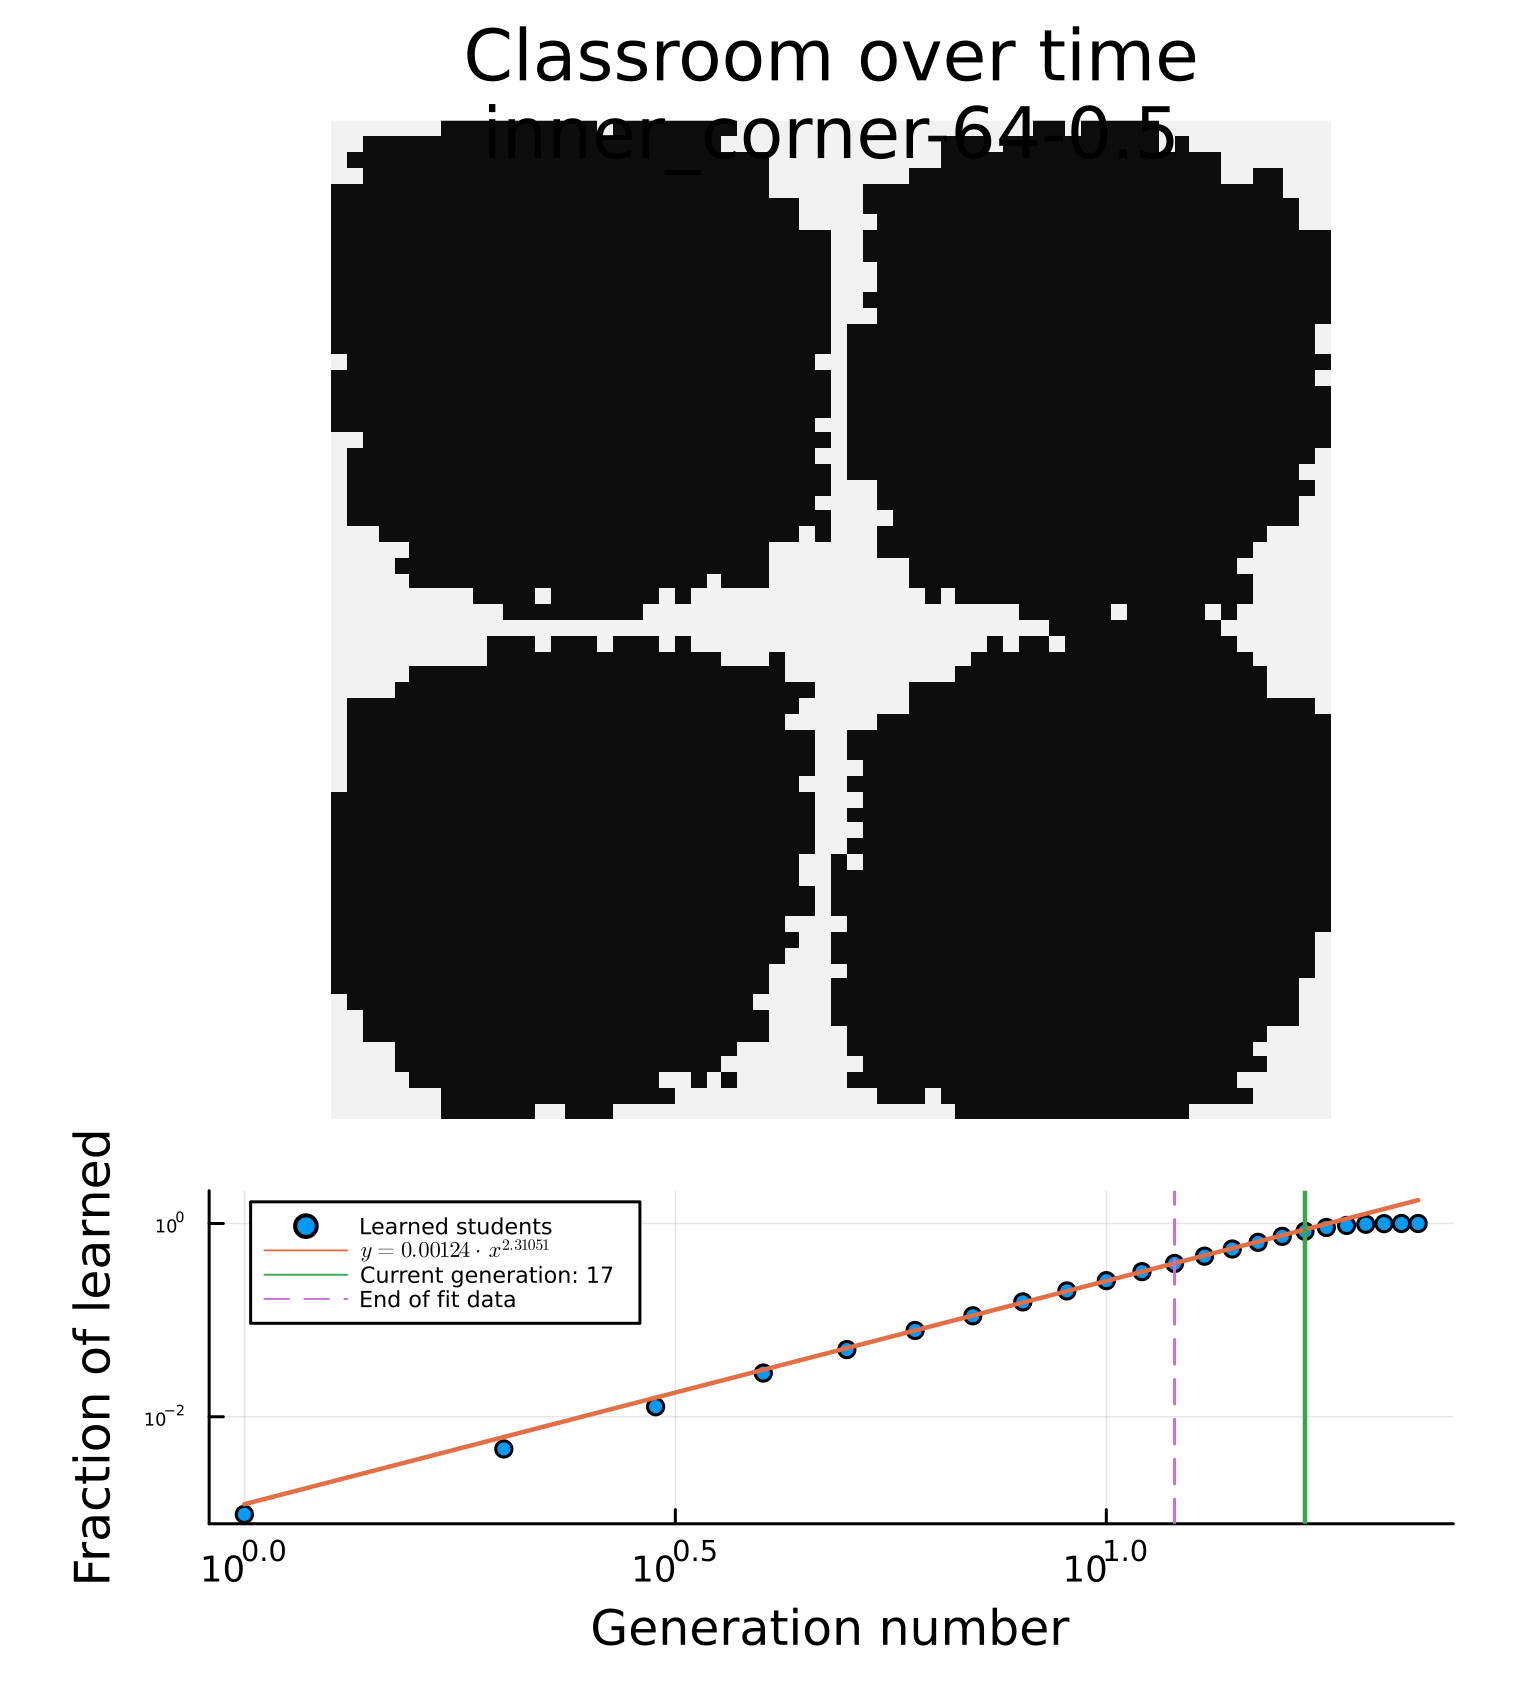 Classroom over time
inner_corner-64-0.5
Fraction of learned
10^0
10^-2
Learned students
y = 0.00124 · x^2.31051
Current generation: 17
End of fit data
10^0.0
10^0.5
10^1.0
Generation number